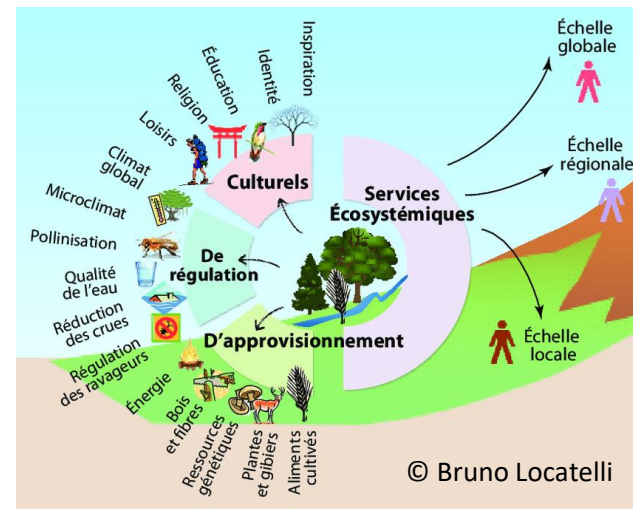 Inspiration
Identité
Éducation
Religion
Loisirs
Climat
global
Microclimat
Pollinisation
Qualité
de l'eau
Réduction
des crues
Régulation
des ravageurs
Énergie
Bois
et fibres
Ressources
génétiques
Plantes
et gibiers
Aliments
cultivés
Culturels
De
régulation
D'approvisionnement
Services
Écosystémiques
Échelle
globale
Échelle
régionale
Échelle
locale
© Bruno Locatelli